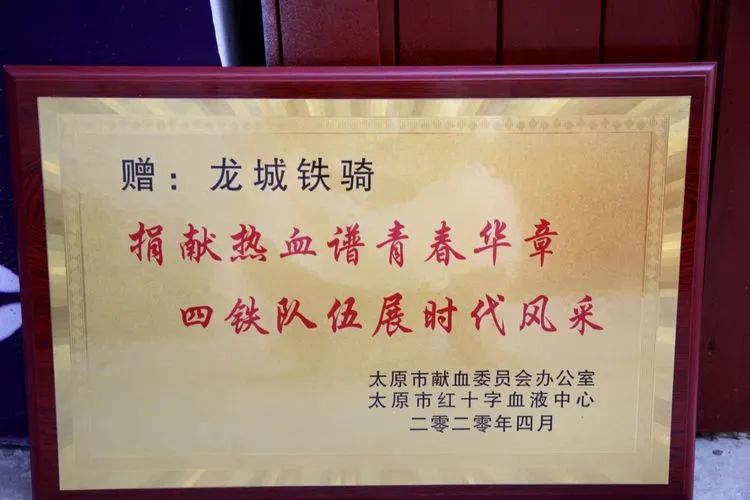 赠：龙城铁骑
捐献热血谱青春华章
四铁队伍展时代风采
太原市献血委员会办公室
太原市红十字血液中心
二零二零年四月